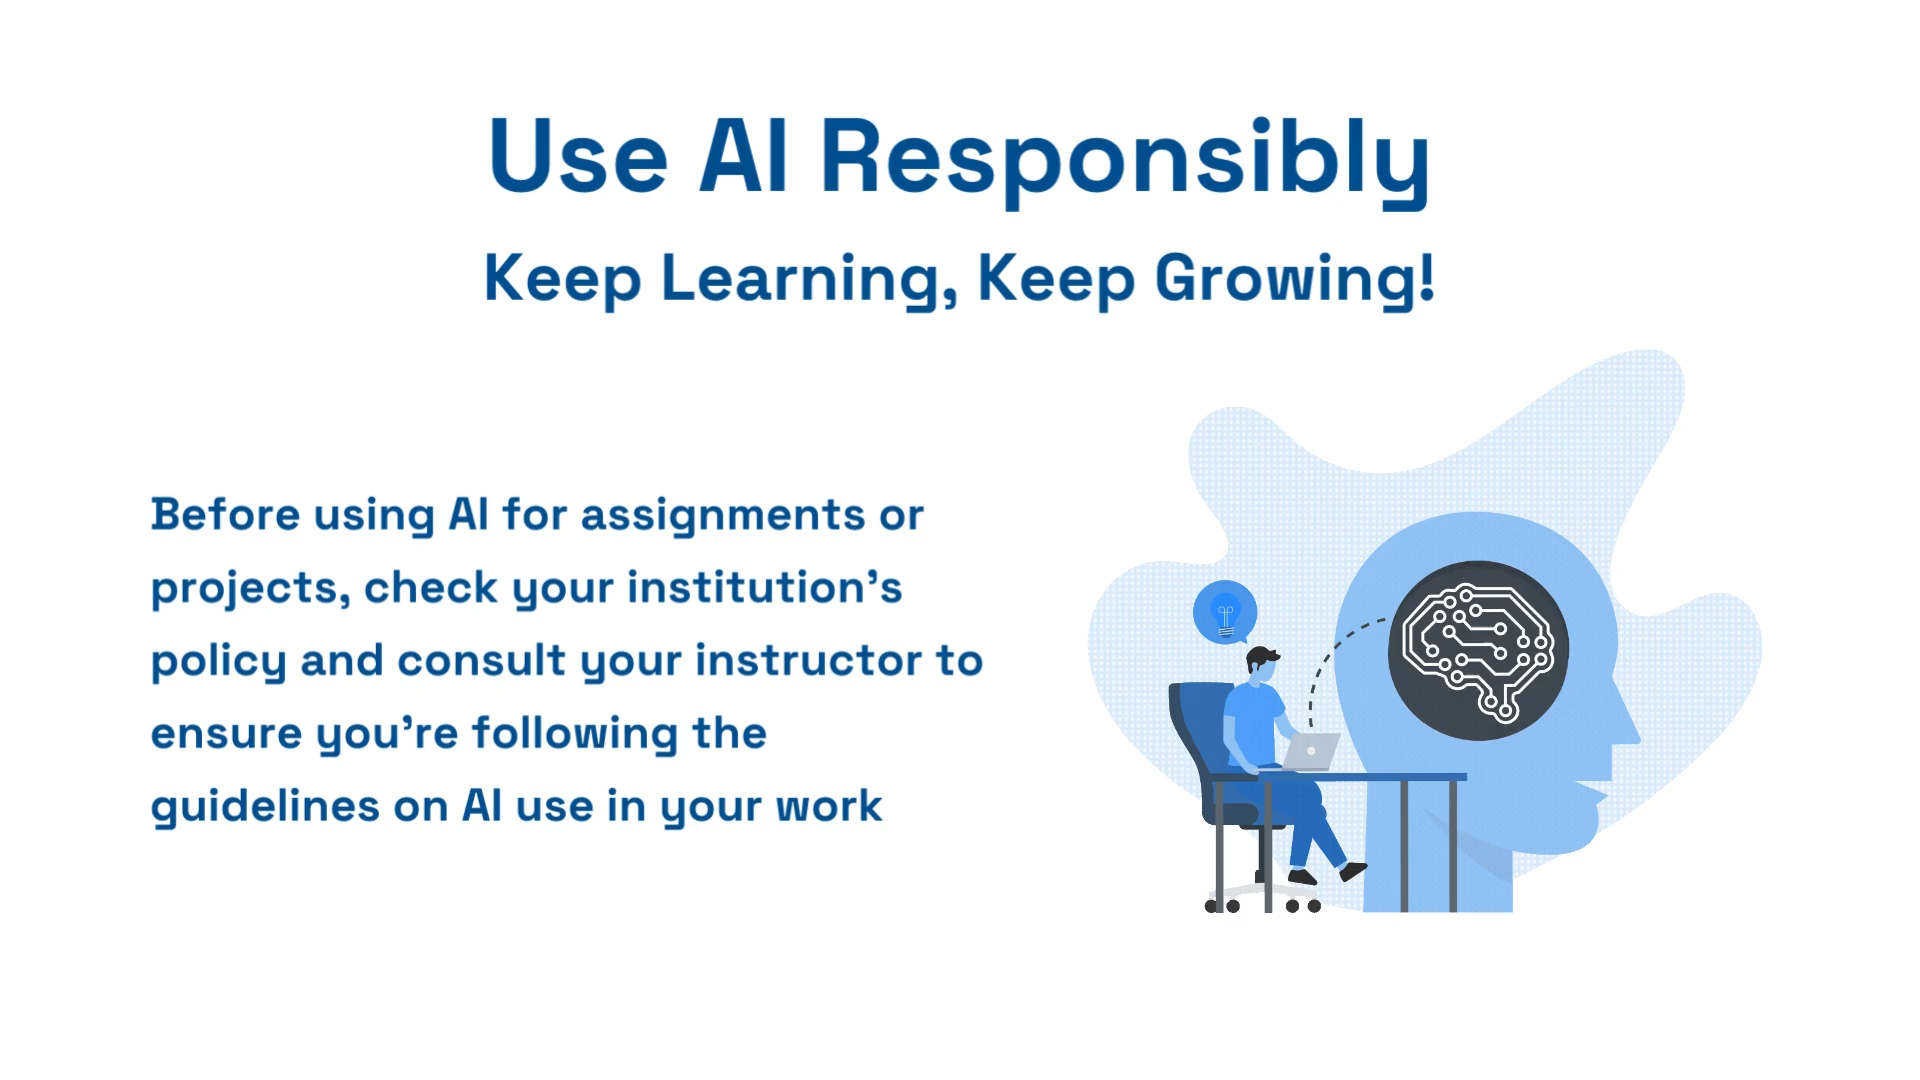 Use AI Responsibly
Keep Learning, Keep Growing!
Before using AI for assignments or
projects, check your institution’s
policy and consult your instructor to
ensure you’re following the
guidelines on AI use in your work